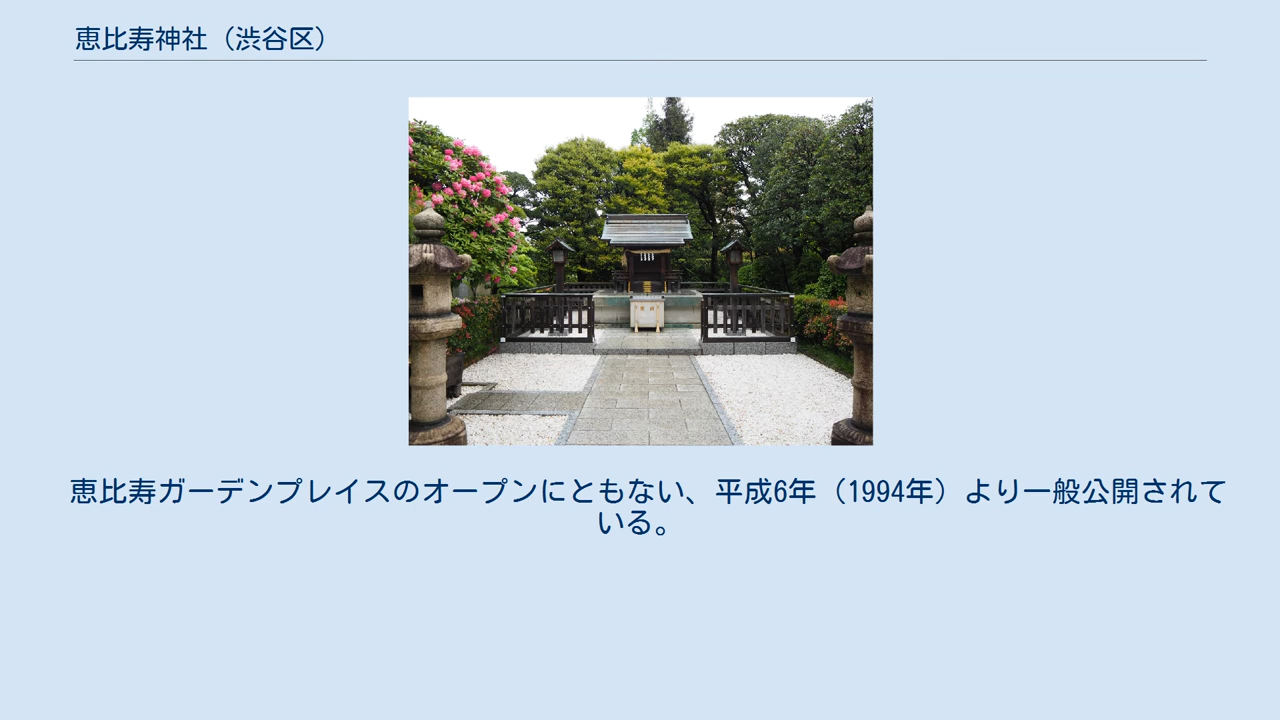 恵比寿神社（渋谷区）
恵比寿ガーデンプレイスのオープンにともない、平成6年（1994年）より一般公開されて
いる。